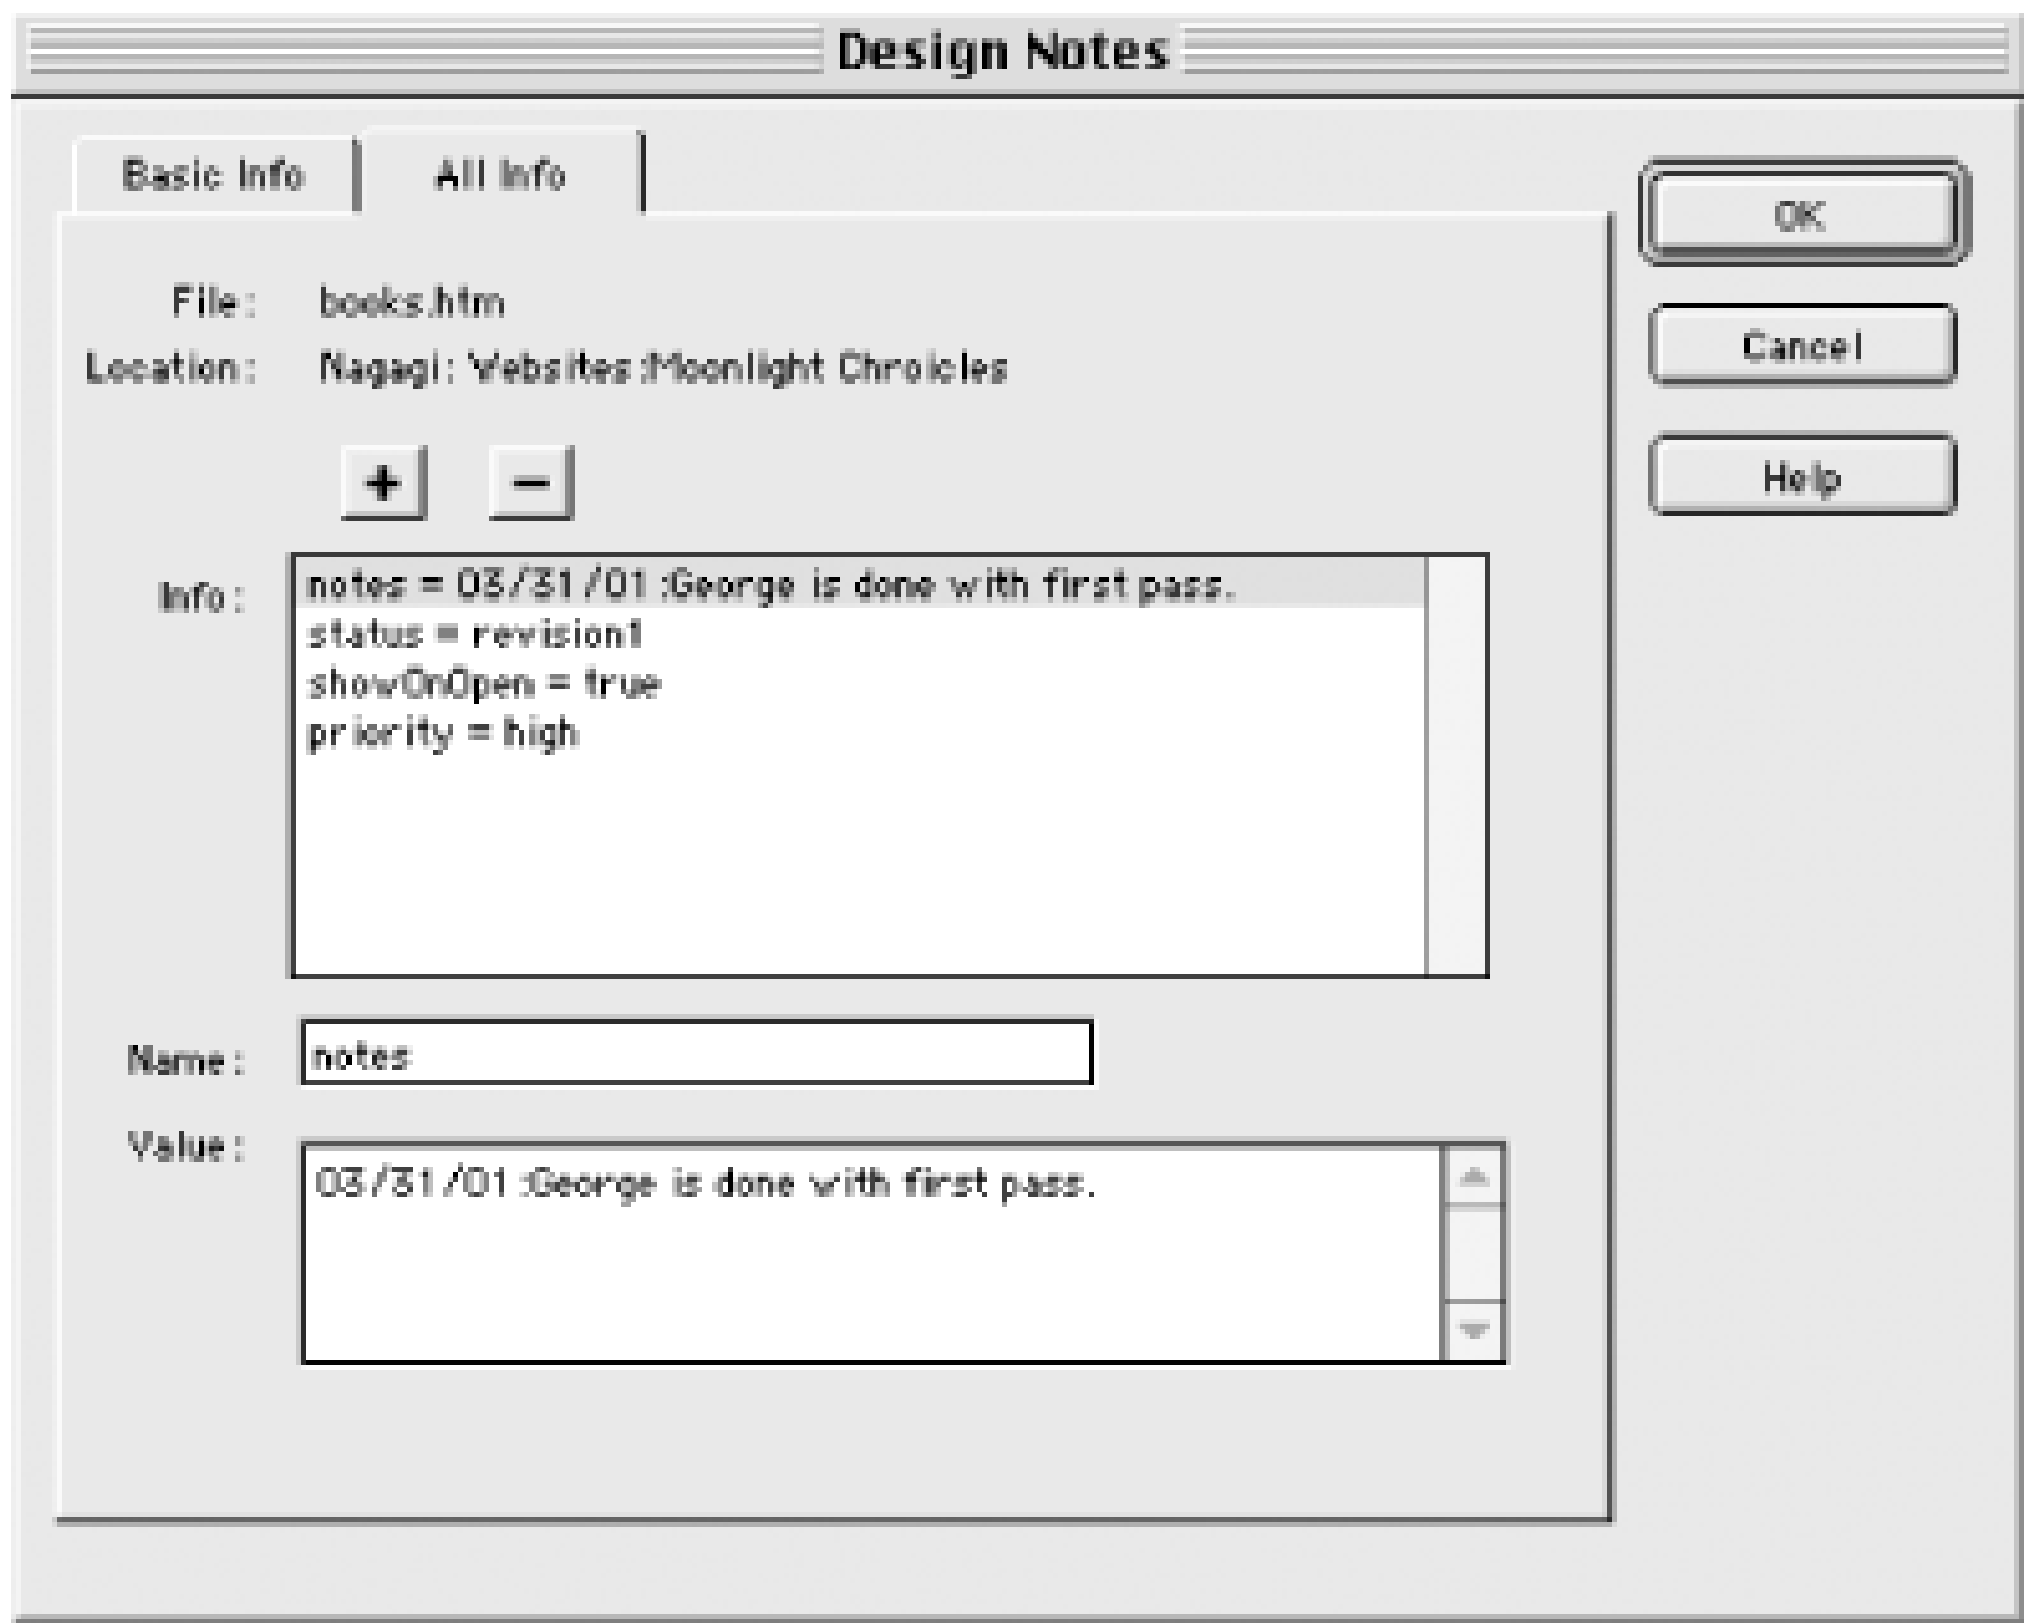 Design Notes
Basic Info
All Info
OK
Cancel
Help
File: books.htm
Location: Nagagi: Websites:Moonlight Chroicles
+ −
Info:
notes = 03/31/01 :George is done with first pass.
status = revision1
showOnOpen = true
priority = high
Name: notes
Value: 03/31/01 :George is done with first pass.